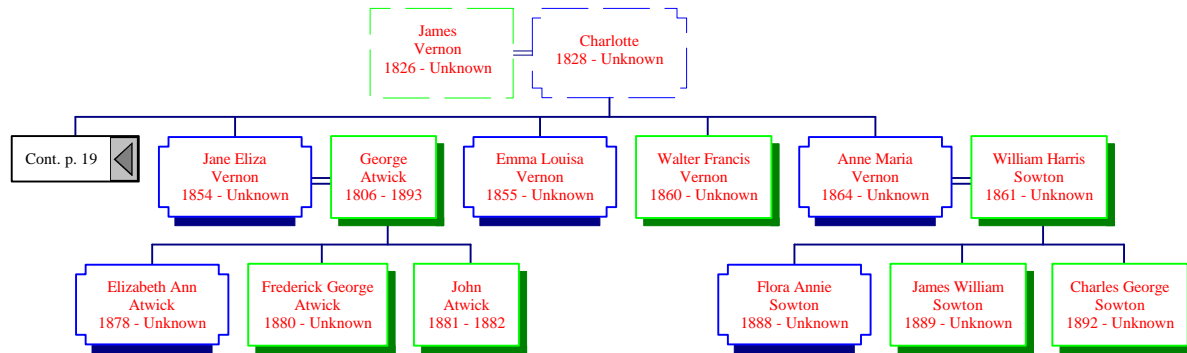 James
Vernon
1826 - Unknown
Charlotte
1828 - Unknown
Cont. p. 19
Jane Eliza
Vernon
1854 - Unknown
George
Atwick
1806 - 1893
Emma Louisa
Vernon
1855 - Unknown
Walter Francis
Vernon
1860 - Unknown
Anne Maria
Vernon
1864 - Unknown
William Harris
Sowton
1861 - Unknown
Elizabeth Ann
Atwick
1878 - Unknown
Frederick George
Atwick
1880 - Unknown
John
Atwick
1881 - 1882
Flora Annie
Sowton
1888 - Unknown
James William
Sowton
1889 - Unknown
Charles George
Sowton
1892 - Unknown